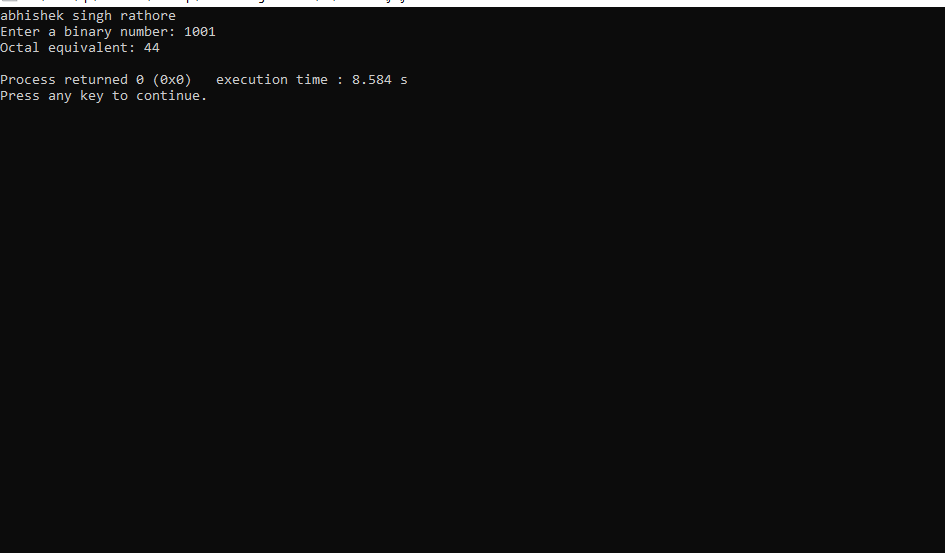 abhishek singh rathore
Enter a binary number: 1001
Octal equivalent: 44
Process returned 0 (0x0)   execution time : 8.584 s
Press any key to continue.